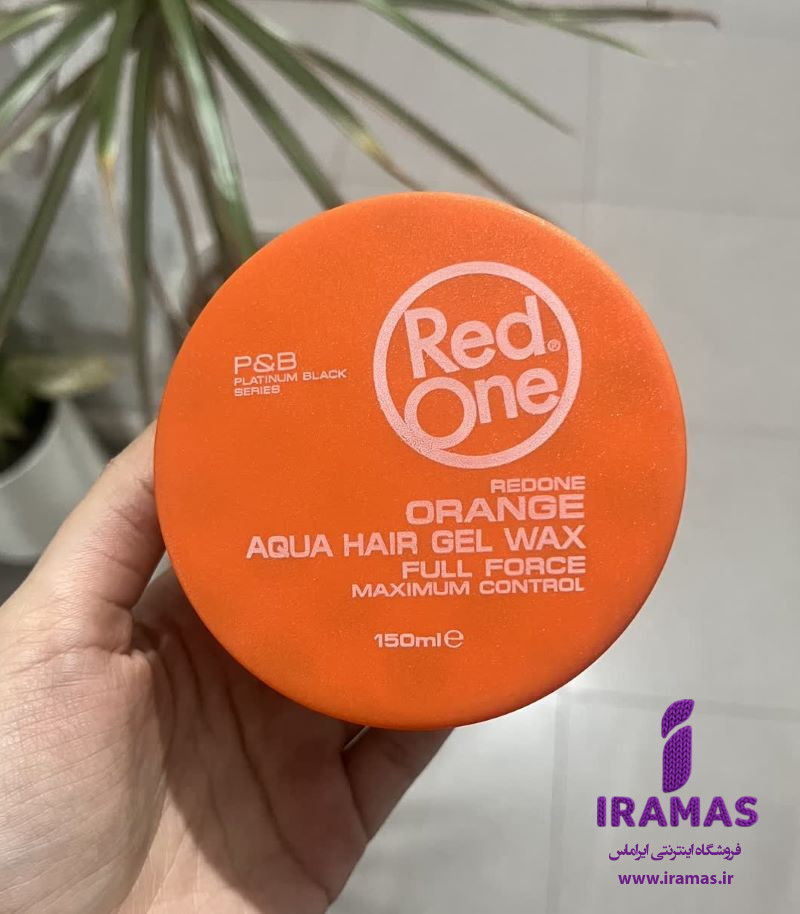 P&B
PLATINUM BLACK
SERIES
Red®
One
REDONE
ORANGE
AQUA HAIR GEL WAX
FULL FORCE
MAXIMUM CONTROL
150ml℮
IRAMAS
فروشگاه اینترنتی ایراماس
www.iramas.ir